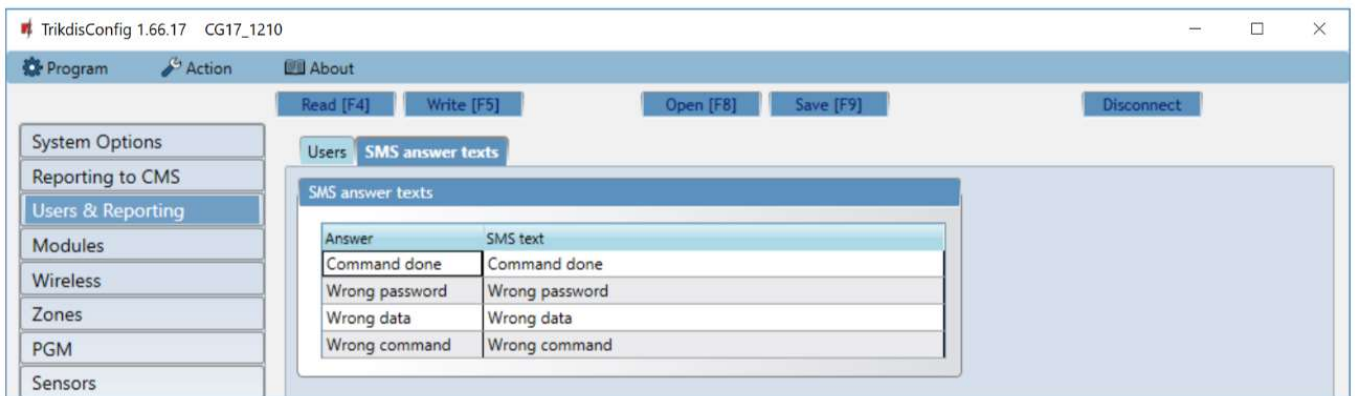 TrikdisConfig 1.66.17 CG17_1210
Program Action About
Read [F4] Write [F5] Open [F8] Save [F9] Disconnect
System Options
Reporting to CMS
Users & Reporting
Modules
Wireless
Zones
PGM
Sensors
Users SMS answer texts
SMS answer texts
Answer SMS text
Command done Command done
Wrong password Wrong password
Wrong data Wrong data
Wrong command Wrong command